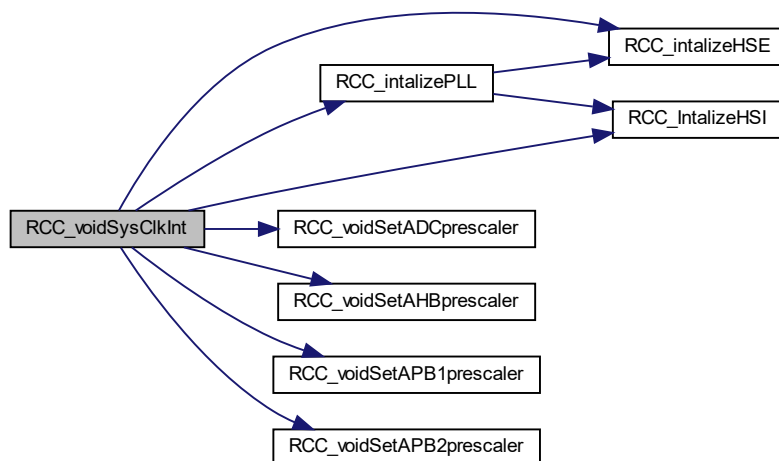 RCC_intalizeHSE
RCC_intalizePLL
RCC_IntalizeHSI
RCC_voidSysClkInt
RCC_voidSetADCprescaler
RCC_voidSetAHBprescaler
RCC_voidSetAPB1prescaler
RCC_voidSetAPB2prescaler